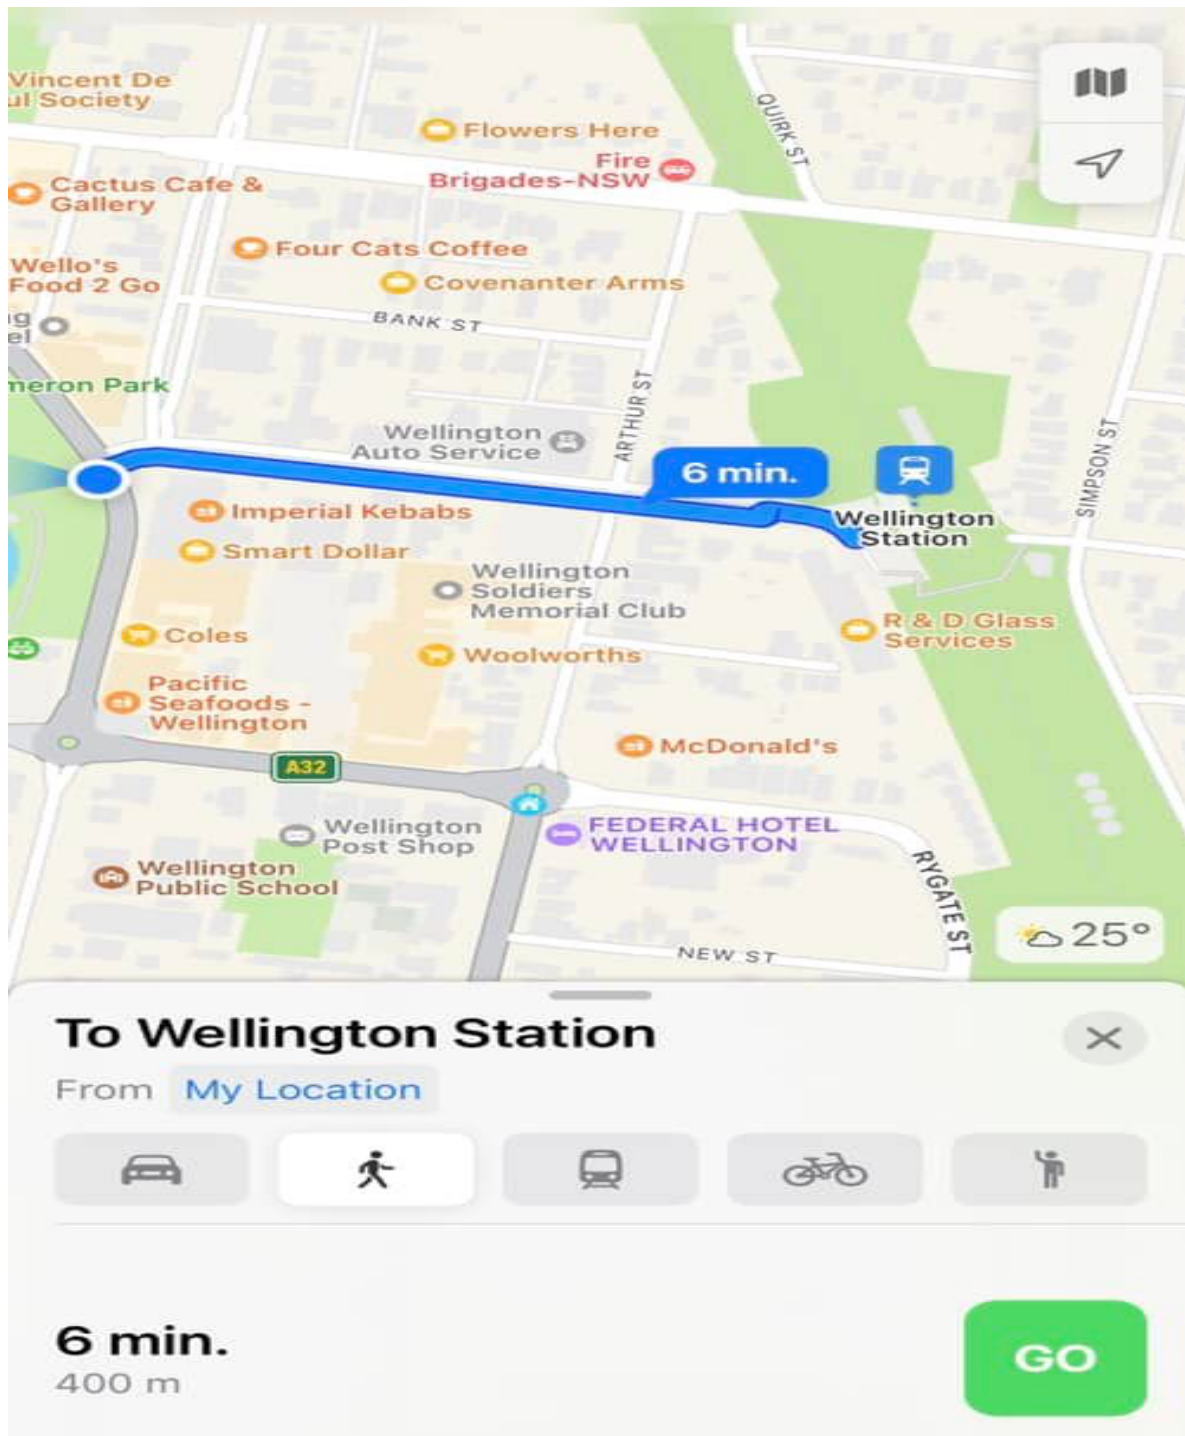 Vincent De
ul Society
QUIRK ST
Flowers Here
Fire
Brigades-NSW
Cactus Cafe &
Gallery
Four Cats Coffee
Wello's
Food 2 Go
Covenanter Arms
BANK ST
g
el
meron Park
ARTHUR ST
Wellington
Auto Service
SIMPSON ST
6 min.
Imperial Kebabs
Wellington
Station
Smart Dollar
Wellington
Soldiers
Memorial Club
Coles
R & D Glass
Services
Woolworths
Pacific
Seafoods -
Wellington
McDonald's
A32
Wellington
Post Shop
FEDERAL HOTEL
WELLINGTON
Wellington
Public School
RYGATE ST
25°
NEW ST
To Wellington Station
From My Location
6 min.
400 m
GO